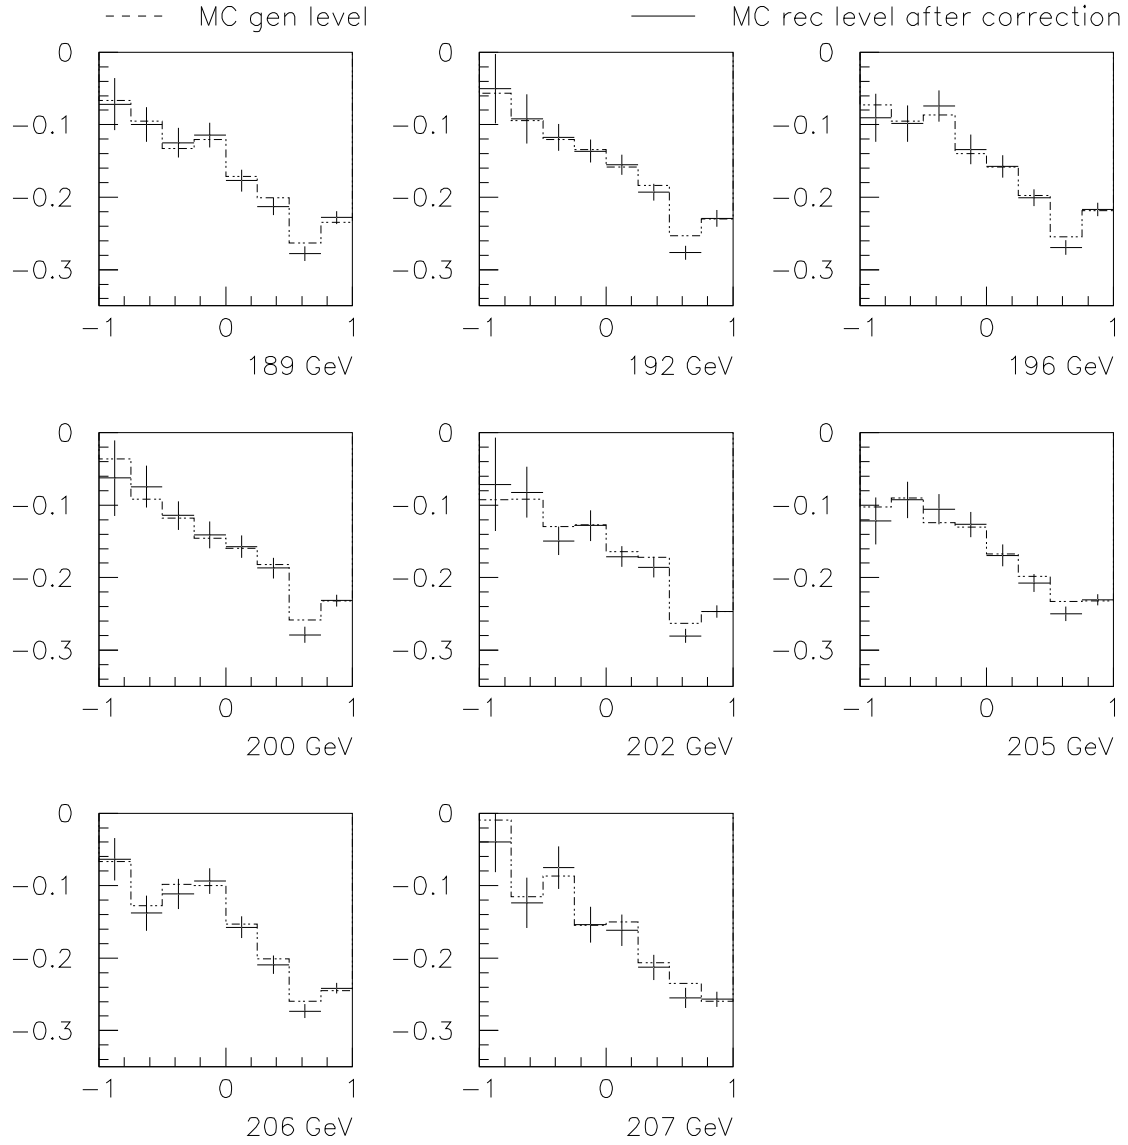 MC gen level MC rec level after correction
0 0 0
−0.1 −0.1 −0.1
−0.2 −0.2 −0.2
−0.3 −0.3 −0.3
−1 0 1 −1 0 1 −1 0 1
189 GeV 192 GeV 196 GeV
0 0 0
−0.1 −0.1 −0.1
−0.2 −0.2 −0.2
−0.3 −0.3 −0.3
−1 0 1 −1 0 1 −1 0 1
200 GeV 202 GeV 205 GeV
0 0
−0.1 −0.1
−0.2 −0.2
−0.3 −0.3
−1 0 1 −1 0 1
206 GeV 207 GeV